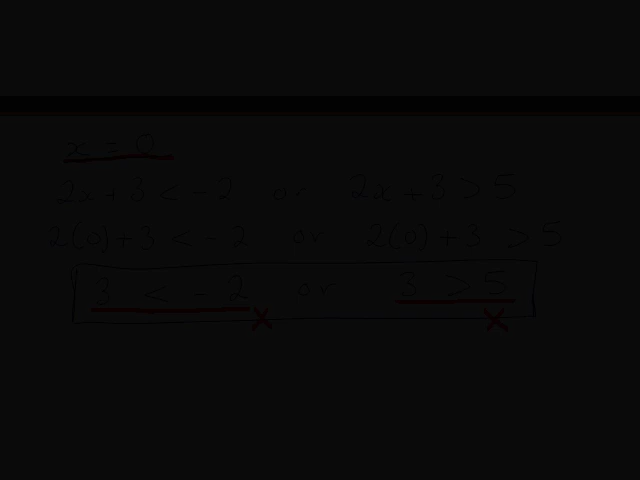 x = 0
2x + 3 < - 2 or 2x + 3 > 5
2(0) + 3 < - 2 or 2(0) + 3 > 5
3 < - 2 or 3 > 5